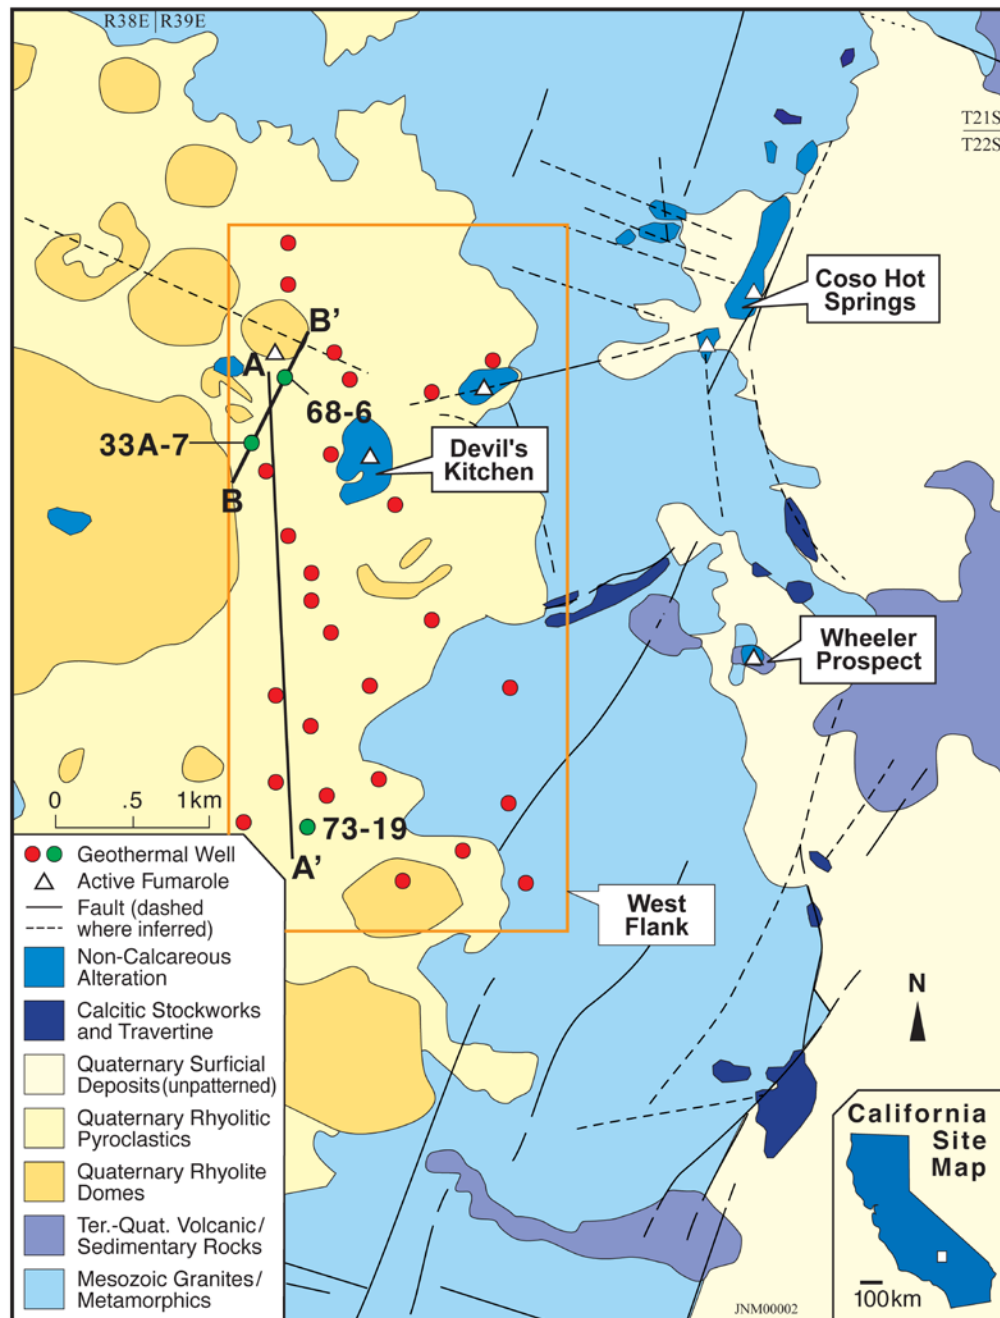 R38E R39E
T21S
T22S
Coso Hot
Springs
B'
A
68-6
33A-7
Devil's
Kitchen
B
Wheeler
Prospect
0 .5 1km
73-19
A'
Geothermal Well
Active Fumarole
Fault (dashed
where inferred)
West
Flank
Non-Calcareous
Alteration
N
Calcitic Stockworks
and Travertine
Quaternary Surficial
Deposits (unpatterned)
Quaternary Rhyolitic
Pyroclastics
Quaternary Rhyolite
Domes
Ter.-Quat. Volcanic/
Sedimentary Rocks
Mesozoic Granites/
Metamorphics
California
Site
Map
100km
JNM00002